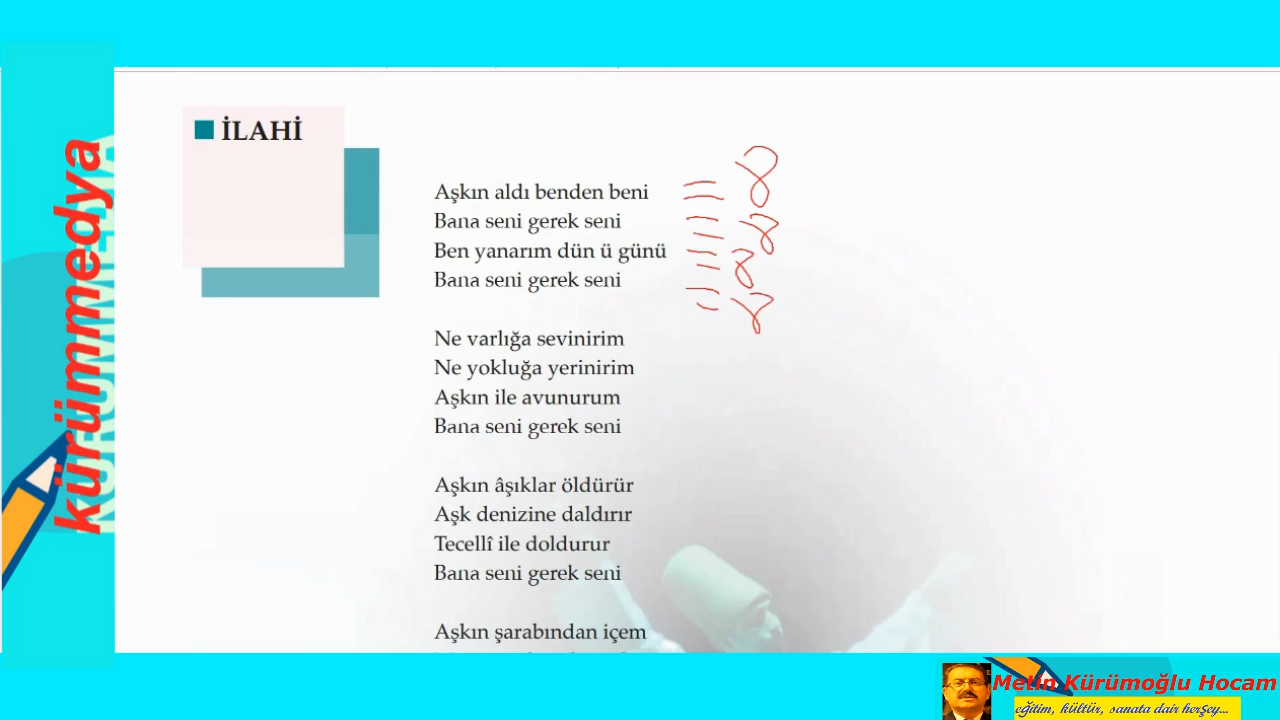 İLAHİ
Aşkın aldı benden beni
Bana seni gerek seni
Ben yanarım dün ü günü
Bana seni gerek seni
Ne varlığa sevinirim
Ne yokluğa yerinirim
Aşkın ile avunurum
Bana seni gerek seni
Aşkın âşıklar öldürür
Aşk denizine daldırır
Tecellî ile doldurur
Bana seni gerek seni
Aşkın şarabından içem
kürümmedya
Metin Kürümoğlu Hocam
eğitim, kültür, sanata dair herşey...